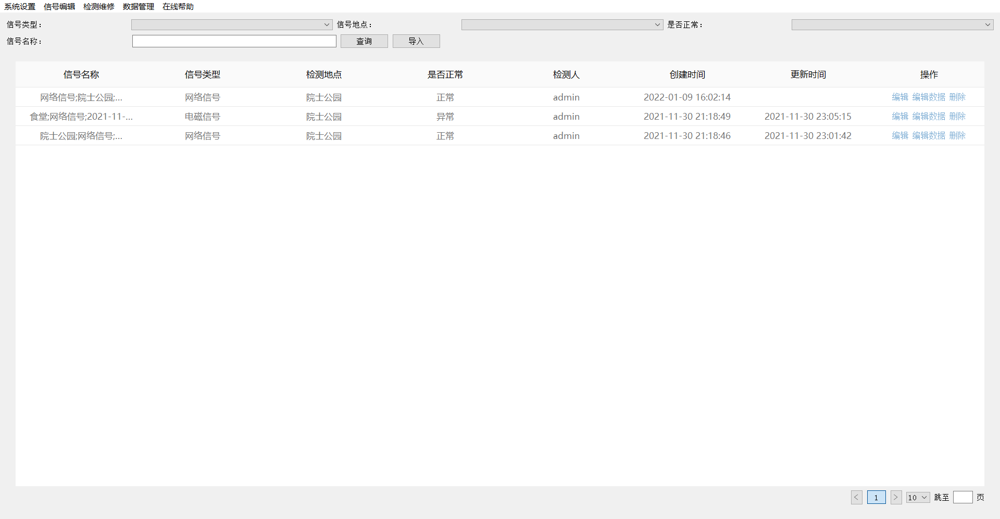 系统设置 信号编辑 检测维修 数据管理 在线帮助
信号类型： 信号地点： 是否正常：
信号名称： 查询 导入
信号名称 信号类型 检测地点 是否正常 检测人 创建时间 更新时间 操作
网络信号;院士公园;... 网络信号 院士公园 正常 admin 2022-01-09 16:02:14 编辑 编辑数据 删除
食堂;网络信号;2021-11-... 电磁信号 院士公园 异常 admin 2021-11-30 21:18:49 2021-11-30 23:05:15 编辑 编辑数据 删除
院士公园;网络信号;... 网络信号 院士公园 正常 admin 2021-11-30 21:18:46 2021-11-30 23:01:42 编辑 编辑数据 删除
< 1 > 10 跳至 页